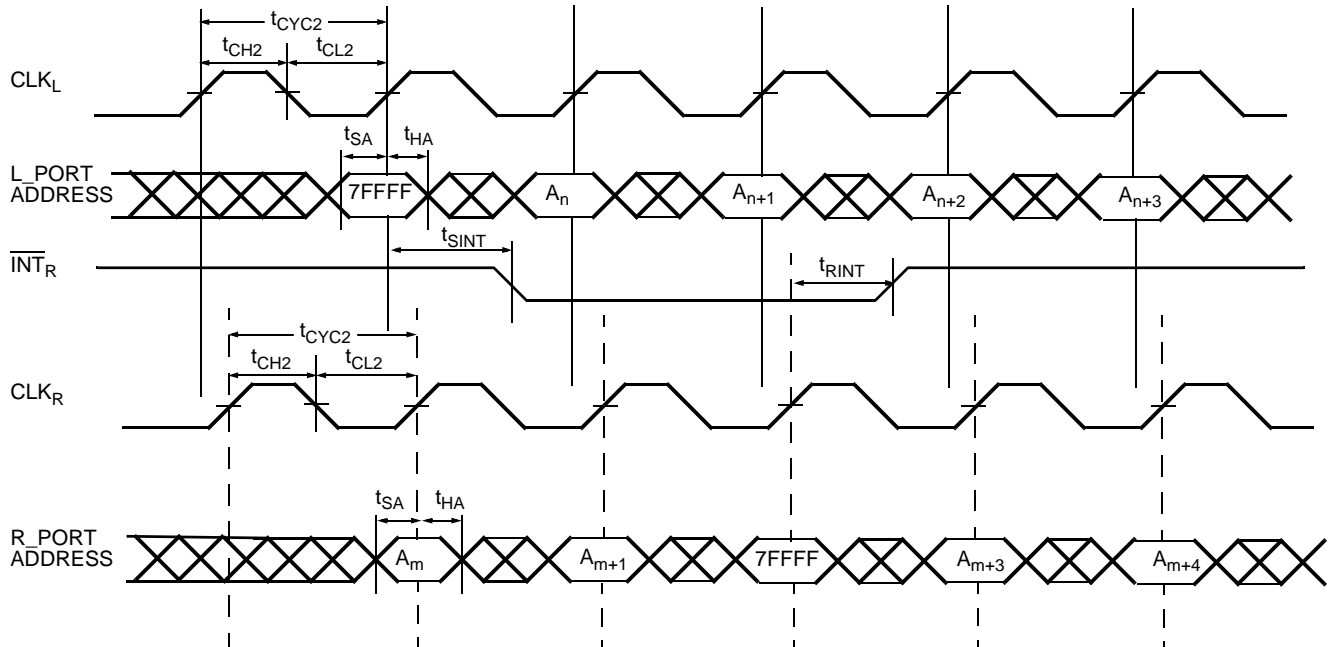 tCYC2
tCH2 tCL2
CLKL
tSA tHA
L_PORT
ADDRESS
7FFFF An An+1 An+2 An+3
tSINT
INTR
tRINT
tCYC2
tCH2 tCL2
CLKR
tSA tHA
R_PORT
ADDRESS
Am Am+1 7FFFF Am+3 Am+4